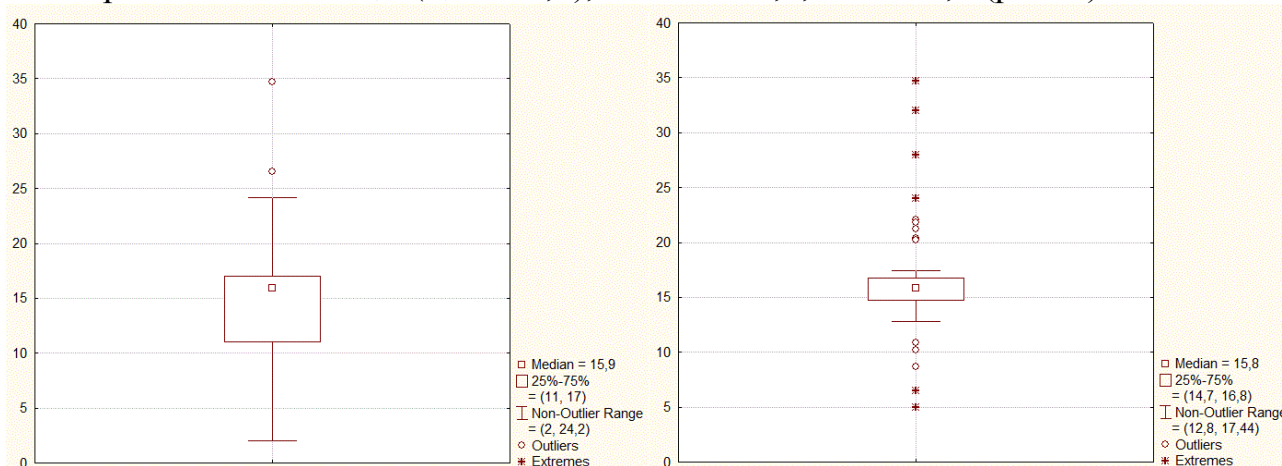 40
35
30
25
20
15
10
5
0
Median = 15,9
25%-75%
= (11, 17)
Non-Outlier Range
= (2, 24,2)
Outliers
Extremes
40
35
30
25
20
15
10
5
0
Median = 15,8
25%-75%
= (14,7, 16,8)
Non-Outlier Range
= (12,8, 17,44)
Outliers
Extremes